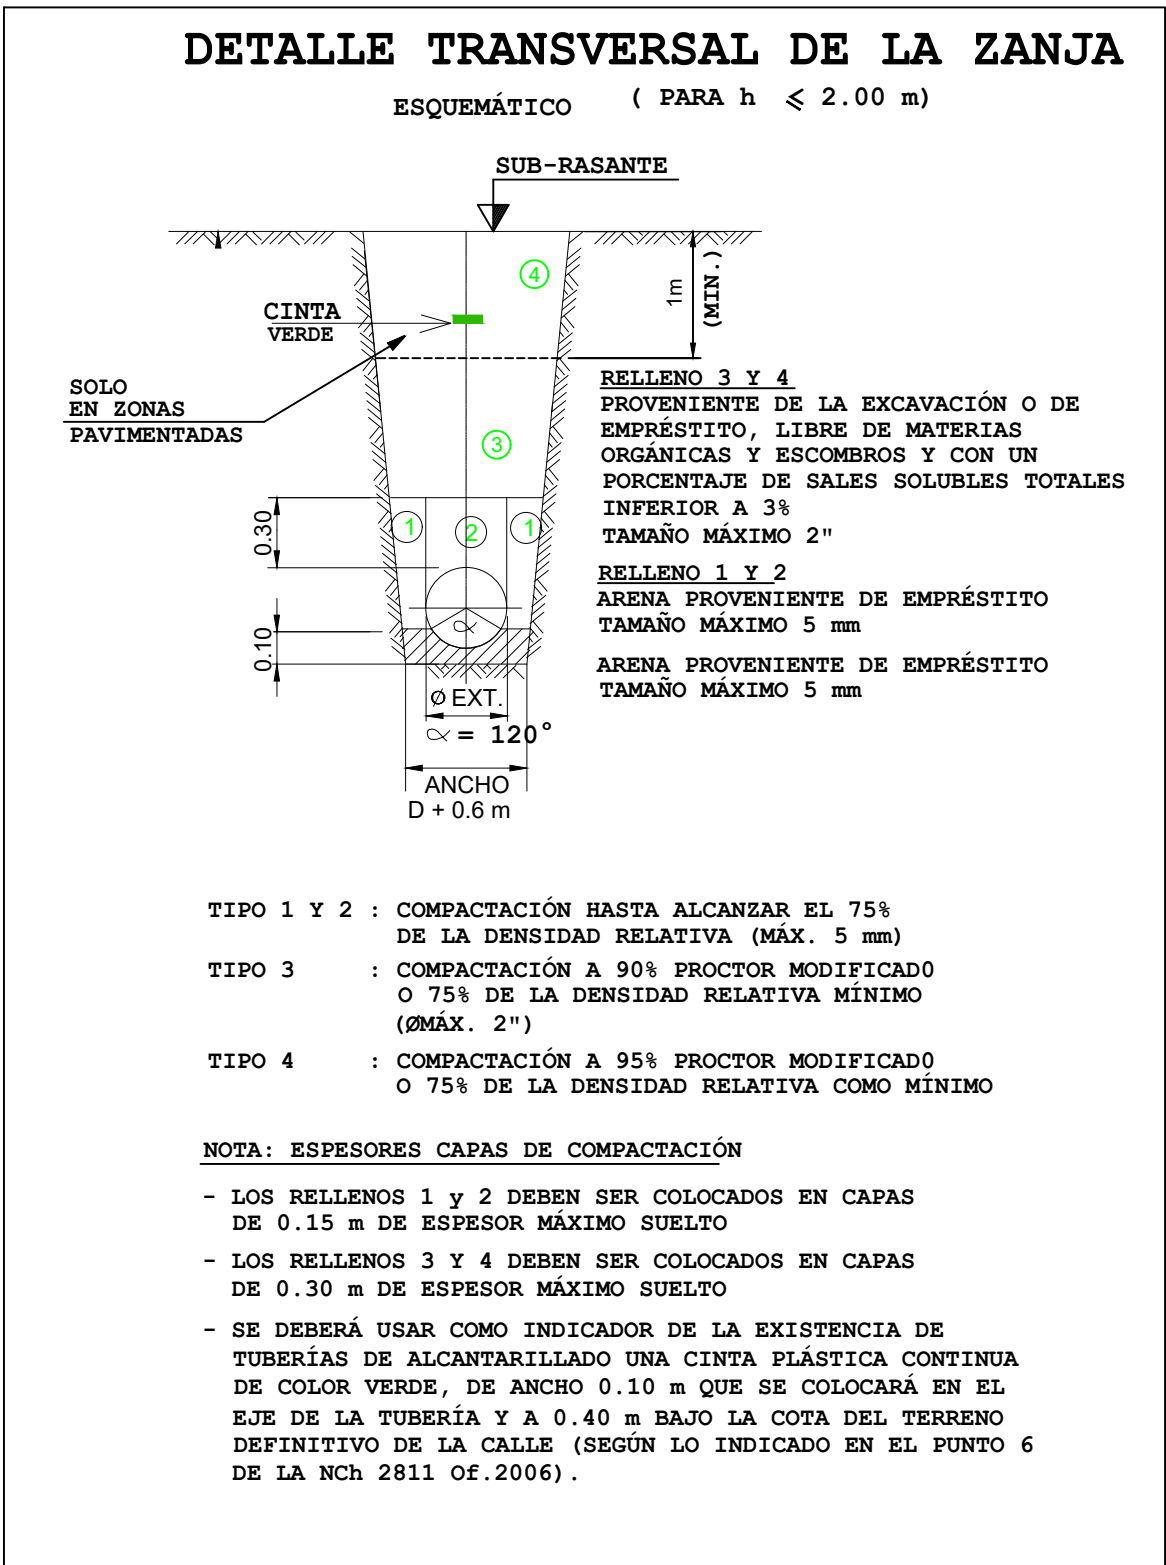 DETALLE TRANSVERSAL DE LA ZANJA
ESQUEMÁTICO ( PARA h ⩽ 2.00 m)
SUB-RASANTE
4
1m
(MIN.)
CINTA
VERDE
SOLO
EN ZONAS
PAVIMENTADAS
3
RELLENO 3 Y 4
PROVENIENTE DE LA EXCAVACIÓN O DE
EMPRÉSTITO, LIBRE DE MATERIAS
ORGÁNICAS Y ESCOMBROS Y CON UN
PORCENTAJE DE SALES SOLUBLES TOTALES
INFERIOR A 3%
TAMAÑO MÁXIMO 2"
0.30
1
2
1
RELLENO 1 Y 2
ARENA PROVENIENTE DE EMPRÉSTITO
TAMAÑO MÁXIMO 5 mm
0.10
∝
ARENA PROVENIENTE DE EMPRÉSTITO
TAMAÑO MÁXIMO 5 mm
Ø EXT.
∝ = 120°
ANCHO
D + 0.6 m
TIPO 1 Y 2 : COMPACTACIÓN HASTA ALCANZAR EL 75%
DE LA DENSIDAD RELATIVA (MÁX. 5 mm)
TIPO 3 : COMPACTACIÓN A 90% PROCTOR MODIFICAD0
O 75% DE LA DENSIDAD RELATIVA MÍNIMO
(ØMÁX. 2")
TIPO 4 : COMPACTACIÓN A 95% PROCTOR MODIFICAD0
O 75% DE LA DENSIDAD RELATIVA COMO MÍNIMO
NOTA: ESPESORES CAPAS DE COMPACTACIÓN
- LOS RELLENOS 1 y 2 DEBEN SER COLOCADOS EN CAPAS
DE 0.15 m DE ESPESOR MÁXIMO SUELTO
- LOS RELLENOS 3 Y 4 DEBEN SER COLOCADOS EN CAPAS
DE 0.30 m DE ESPESOR MÁXIMO SUELTO
- SE DEBERÁ USAR COMO INDICADOR DE LA EXISTENCIA DE
TUBERÍAS DE ALCANTARILLADO UNA CINTA PLÁSTICA CONTINUA
DE COLOR VERDE, DE ANCHO 0.10 m QUE SE COLOCARÁ EN EL
EJE DE LA TUBERÍA Y A 0.40 m BAJO LA COTA DEL TERRENO
DEFINITIVO DE LA CALLE (SEGÚN LO INDICADO EN EL PUNTO 6
DE LA NCh 2811 Of.2006).